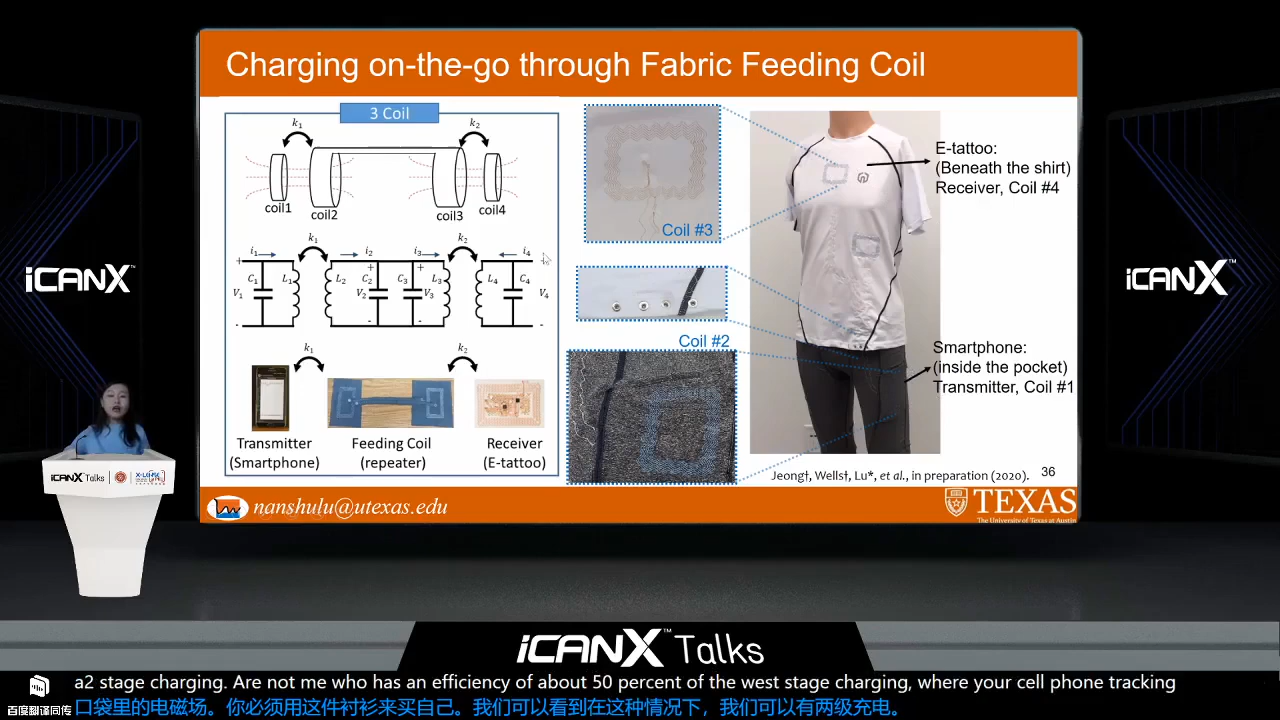 Charging on-the-go through Fabric Feeding Coil
3 Coil
k₁
k₂
coil1
coil2
coil3
coil4
k₁
k₂
i₁
i₂
i₃
i₄
+
+
+
C₁
L₁
L₂
C₂
C₃
L₃
L₄
C₄
V₁
V₂
V₃
V₄
-
-
-
-
k₁
k₂
Transmitter
(Smartphone)
Feeding Coil
(repeater)
Receiver
(E-tattoo)
Coil #3
Coil #2
E-tattoo:
(Beneath the shirt)
Receiver, Coil #4
Smartphone:
(inside the pocket)
Transmitter, Coil #1
Jeong†, Wells†, Lu*, et al., in preparation (2020).
36
nanshulu@utexas.edu
TEXAS
The University of Texas at Austin
iCANX™
iCANX™
iCANX Talks
iCANX™ Talks
a2 stage charging. Are not me who has an efficiency of about 50 percent of the west stage charging, where your cell phone tracking
百度翻译同传
口袋里的电磁场。你必须用这件衬衫来买自己。我们可以看到在这种情况下，我们可以有两级充电。